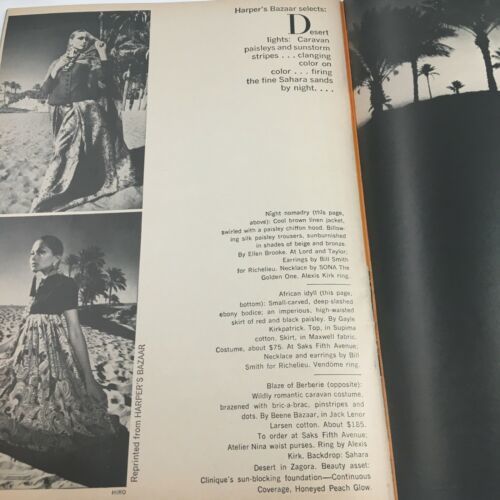 Harper's Bazaar selects:
Desert
lights: Caravan
paisleys and sunstorm
stripes . . . clanging
color on
color . . . firing
the fine Sahara sands
by night. . . .
Night nomadry (this page,
above): Cool brown linen jacket,
swirled with a paisley chiffon hood. Billow-
ing silk paisley trousers, sunburnished
in shades of beige and bronze.
By Ellen Brooke. At Lord and Taylor;
Earrings by Bill Smith
for Richelieu. Necklace by SONA The
Golden One. Alexis Kirk ring.
African idyll (this page,
bottom): Small-carved, deep-slashed
ebony bodice; an imperious, high-waisted
skirt of red and black paisley. By Gayle
Kirkpatrick. Top, in Supima
cotton. Skirt, in Maxwell fabric.
Costume, about $75. At Saks Fifth Avenue;
Necklace and earrings by Bill
Smith for Richelieu. Vendôme ring.
Blaze of Berberie (opposite):
Wildly romantic caravan costume,
brazened with bric-a-brac, pinstripes and
dots. By Beene Bazaar, in Jack Lenor
Larsen cotton. About $185.
To order at Saks Fifth Avenue;
Atelier Nina waist purses. Ring by Alexis
Kirk. Backdrop: Sahara
Desert in Zagora. Beauty asset:
Clinique's sun-blocking foundation—Continuous
Coverage, Honeyed Peach Glow.
Reprinted from HARPER'S BAZAAR
HIRO